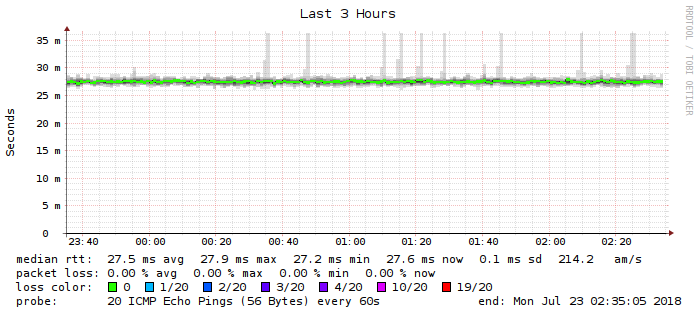 Last 3 Hours
RRDTOOL / TOBI OETIKER
Seconds
35 m
30 m
25 m
20 m
15 m
10 m
5 m
0
23:40 00:00 00:20 00:40 01:00 01:20 01:40 02:00 02:20
median rtt: 27.5 ms avg 27.9 ms max 27.2 ms min 27.6 ms now 0.1 ms sd 214.2 am/s
packet loss: 0.00 % avg 0.00 % max 0.00 % min 0.00 % now
loss color: 0 1/20 2/20 3/20 4/20 10/20 19/20
probe: 20 ICMP Echo Pings (56 Bytes) every 60s end: Mon Jul 23 02:35:05 2018